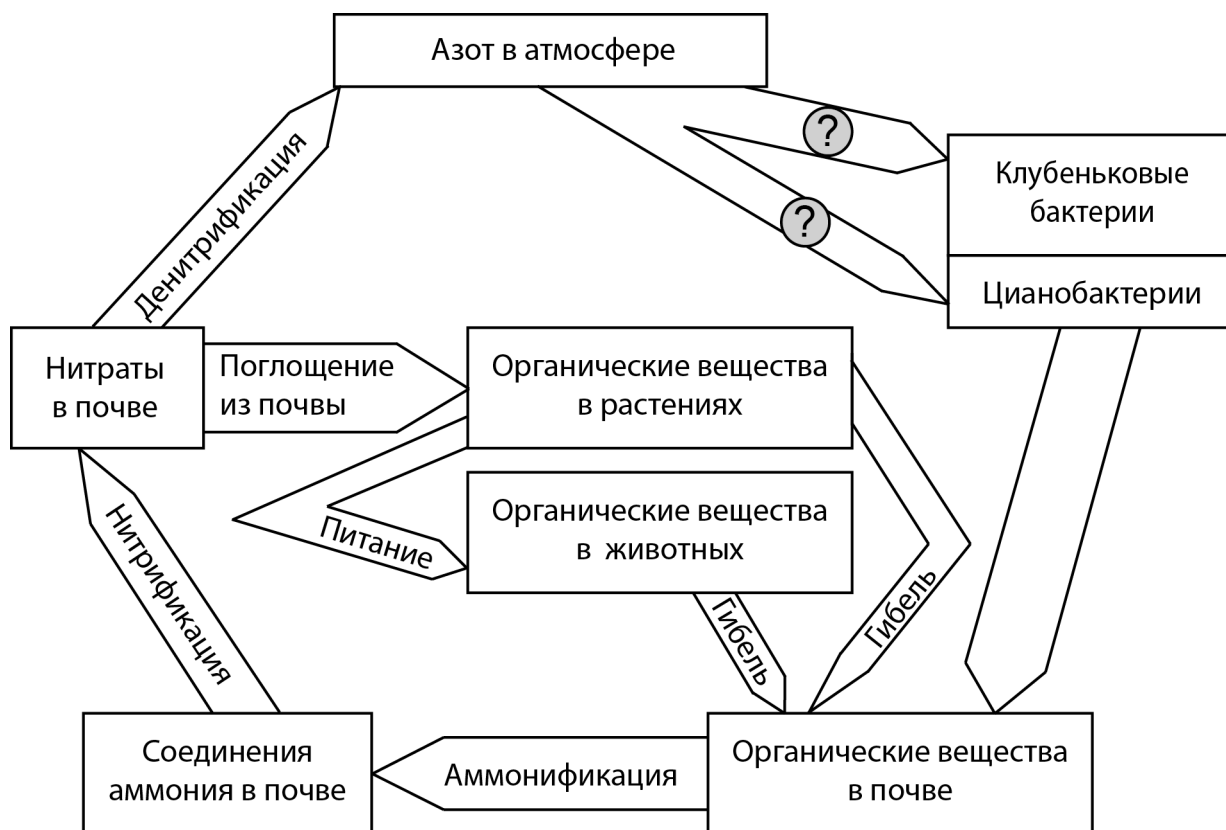 Азот в атмосфере
?
?
Клубеньковые
бактерии
Цианобактерии
Денитрификация
Нитраты
в почве
Поглощение
из почвы
Органические вещества
в растениях
Питание
Органические вещества
в животных
Гибель
Гибель
Нитрификация
Соединения
аммония в почве
Аммонификация
Органические вещества
в почве